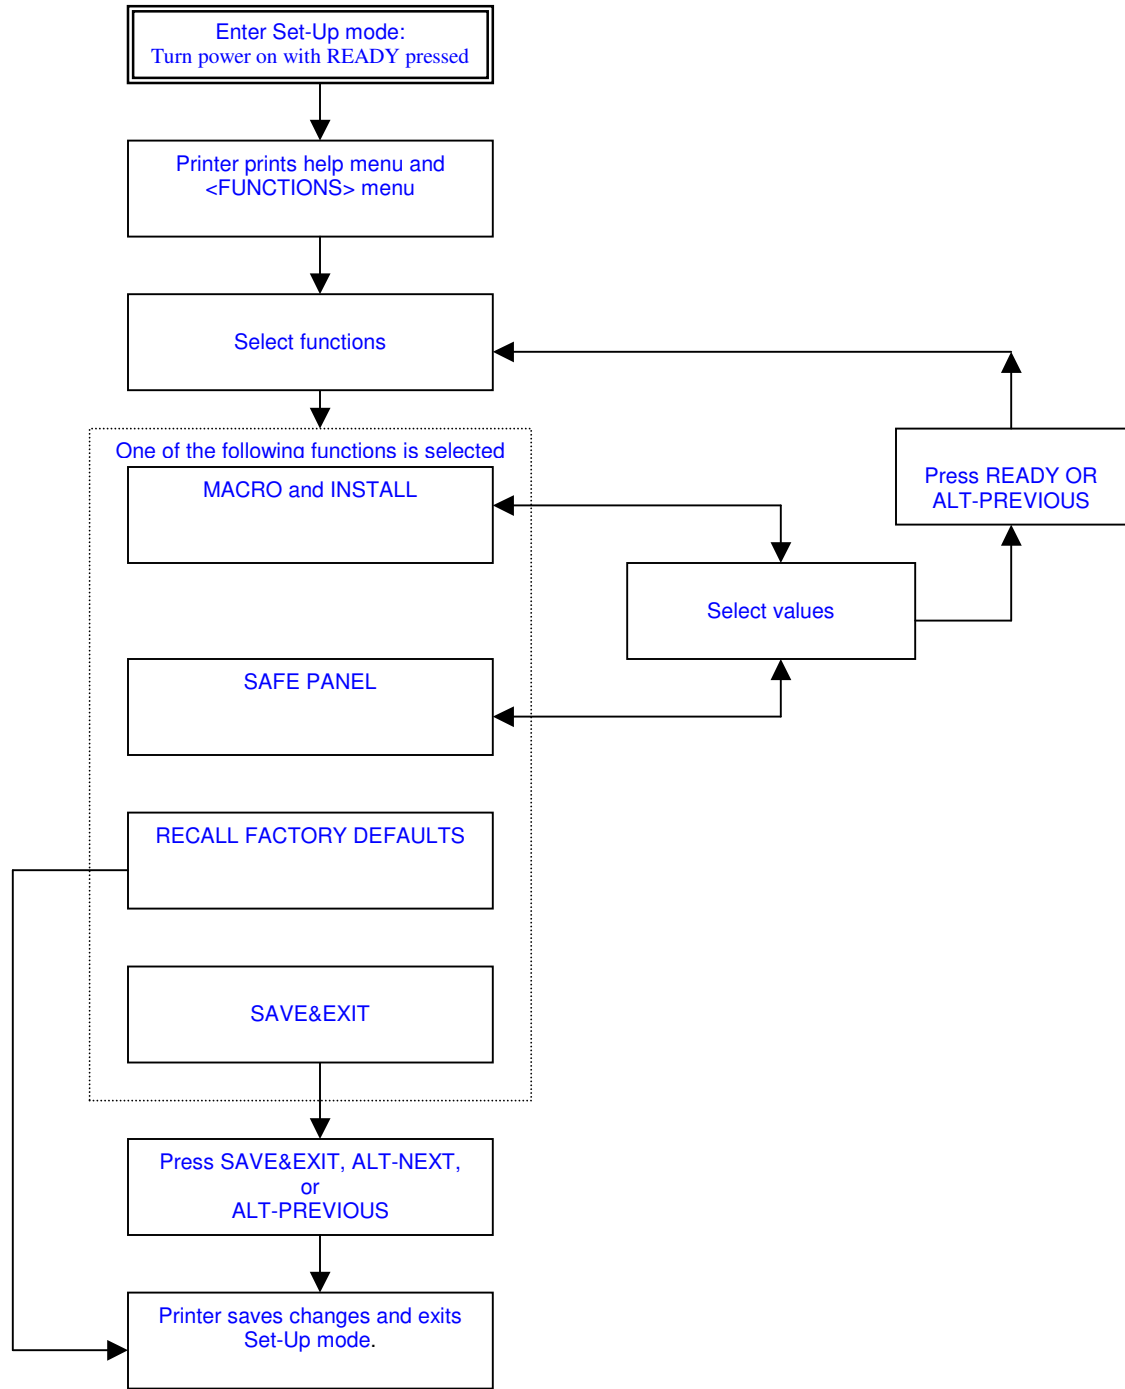 Enter Set-Up mode:
Turn power on with READY pressed
Printer prints help menu and
<FUNCTIONS> menu
Select functions
One of the following functions is selected
MACRO and INSTALL
Press READY OR
ALT-PREVIOUS
Select values
SAFE PANEL
RECALL FACTORY DEFAULTS
SAVE&EXIT
Press SAVE&EXIT, ALT-NEXT,
or
ALT-PREVIOUS
Printer saves changes and exits
Set-Up mode.